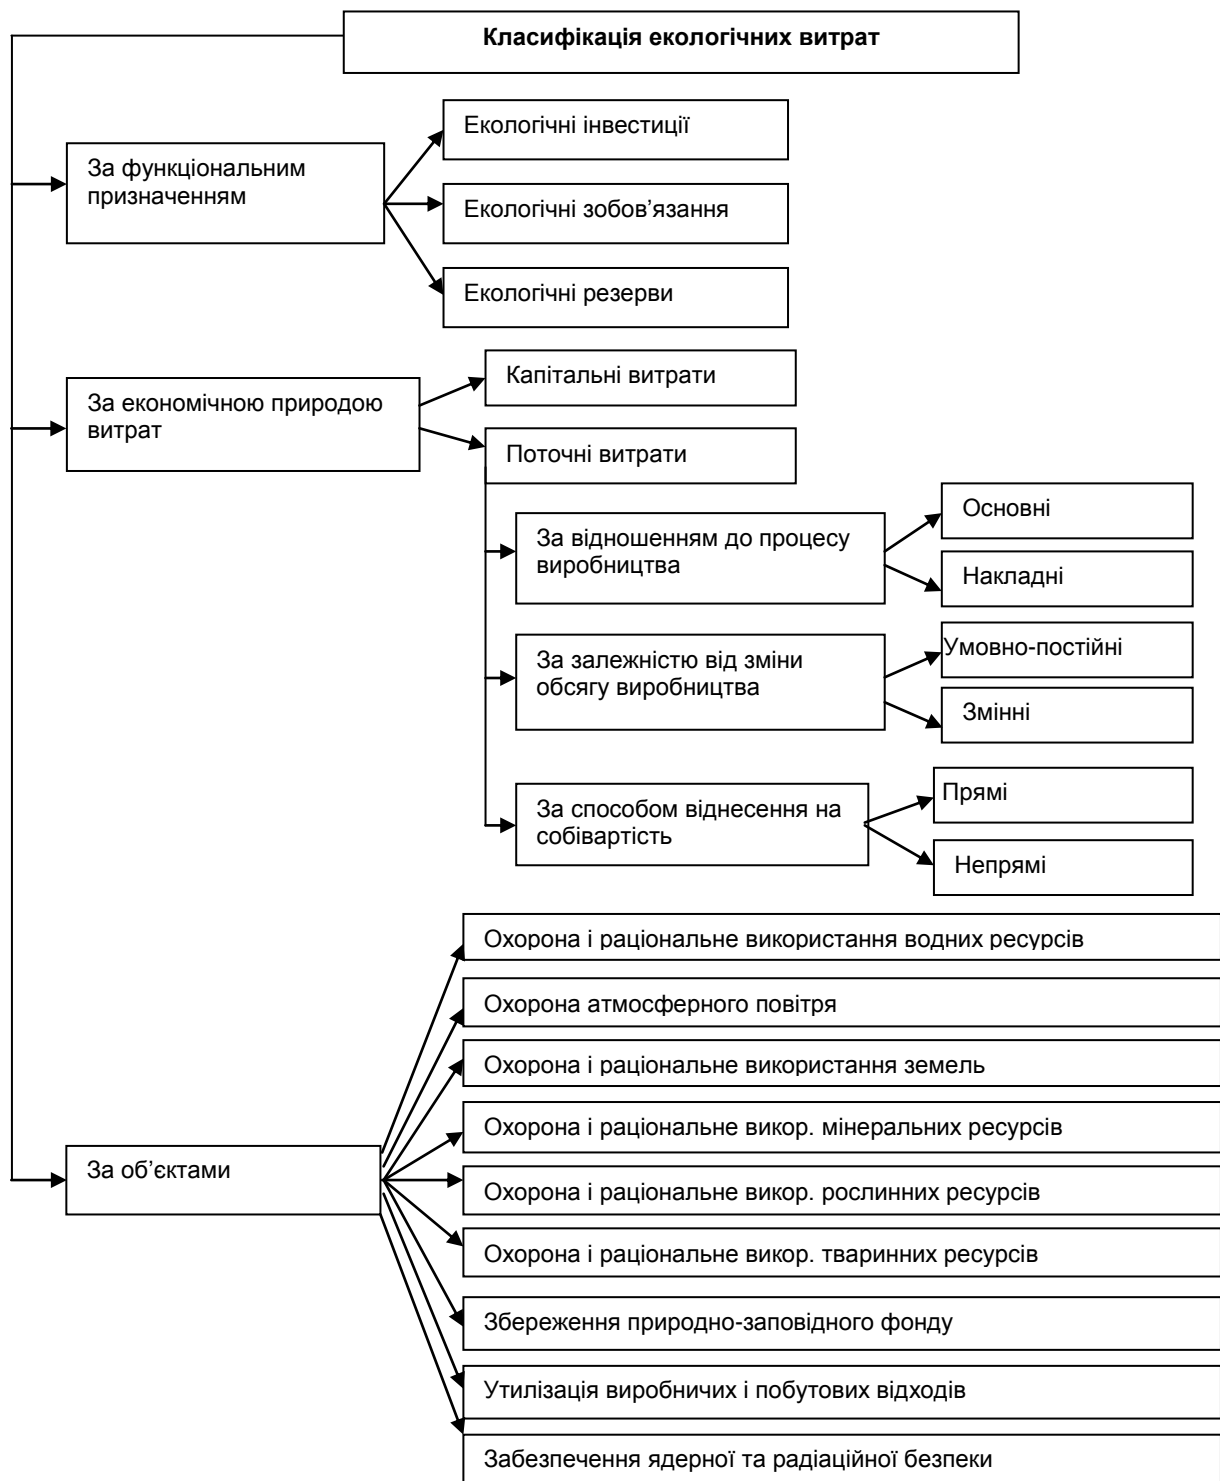 Класифікація екологічних витрат
За функціональним
призначенням
Екологічні інвестиції
Екологічні зобов’язання
Екологічні резерви
За економічною природою
витрат
Капітальні витрати
Поточні витрати
За відношенням до процесу
виробництва
Основні
Накладні
За залежністю від зміни
обсягу виробництва
Умовно-постійні
Змінні
За способом віднесення на
собівартість
Прямі
Непрямі
За об’єктами
Охорона і раціональне використання водних ресурсів
Охорона атмосферного повітря
Охорона і раціональне використання земель
Охорона і раціональне викор. мінеральних ресурсів
Охорона і раціональне викор. рослинних ресурсів
Охорона і раціональне викор. тваринних ресурсів
Збереження природно-заповідного фонду
Утилізація виробничих і побутових відходів
Забезпечення ядерної та радіаційної безпеки